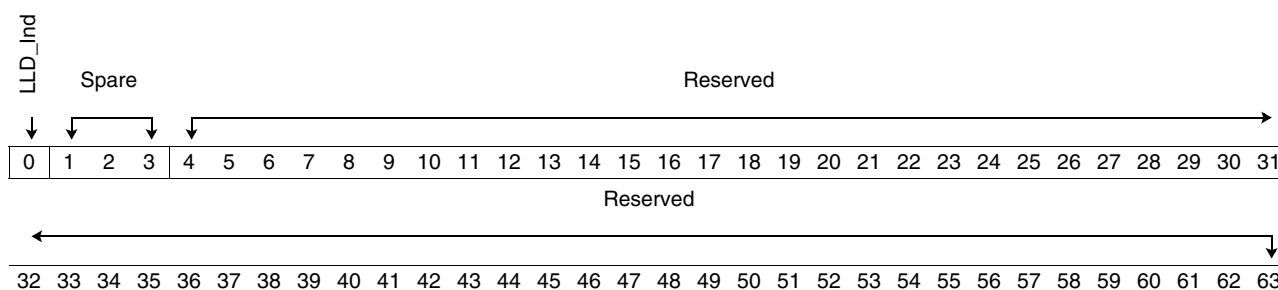 LLD_Ind
Spare Reserved
0 1 2 3 4 5 6 7 8 9 10 11 12 13 14 15 16 17 18 19 20 21 22 23 24 25 26 27 28 29 30 31
Reserved
32 33 34 35 36 37 38 39 40 41 42 43 44 45 46 47 48 49 50 51 52 53 54 55 56 57 58 59 60 61 62 63